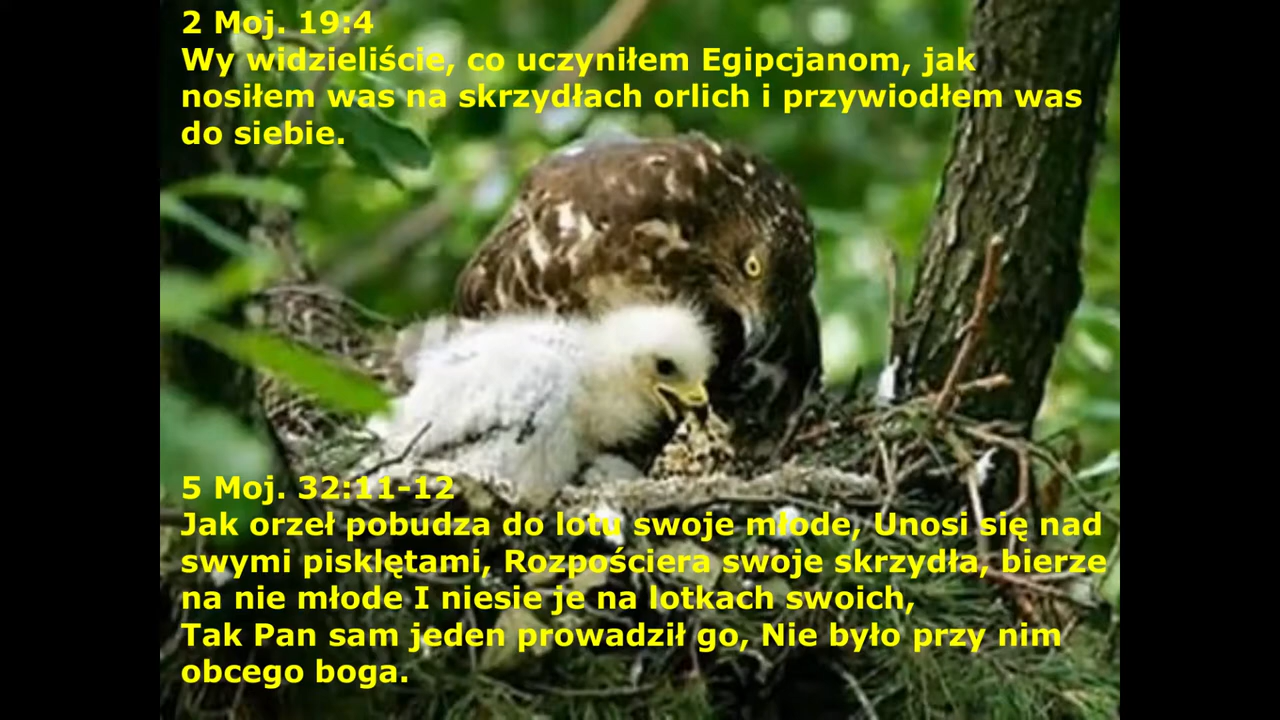 2 Moj. 19:4
Wy widzieliście, co uczyniłem Egipcjanom, jak
nosiłem was na skrzydłach orlich i przywiodłem was
do siebie.
5 Moj. 32:11-12
Jak orzeł pobudza do lotu swoje młode, Unosi się nad
swymi pisklętami, Rozpościera swoje skrzydła, bierze
na nie młode I niesie je na lotkach swoich,
Tak Pan sam jeden prowadził go, Nie było przy nim
obcego boga.